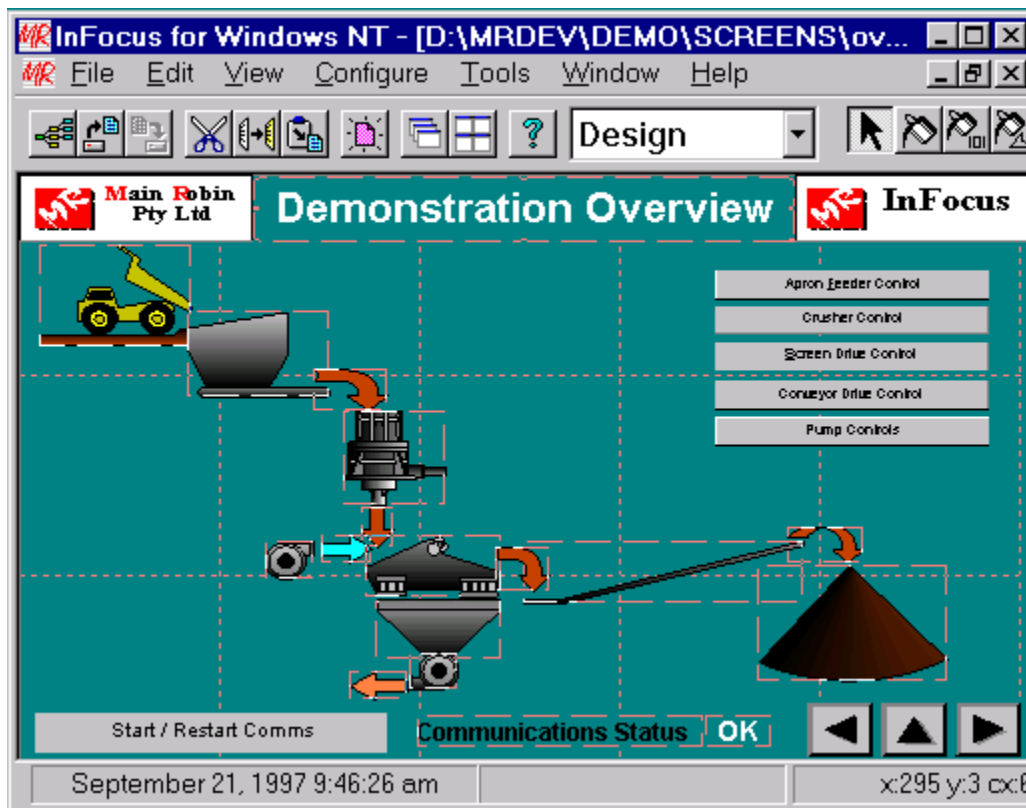 InFocus for Windows NT - [D:\MRDEV\DEMO\SCREENS\ov...
File Edit View Configure Tools Window Help
Design
Main Robin
Pty Ltd
Demonstration Overview
InFocus
Apron Feeder Control
Crusher Control
Screen Drive Control
Conveyor Drive Control
Pump Controls
Start / Restart Comms
Communications Status OK
September 21, 1997 9:46:26 am
x:295 y:3